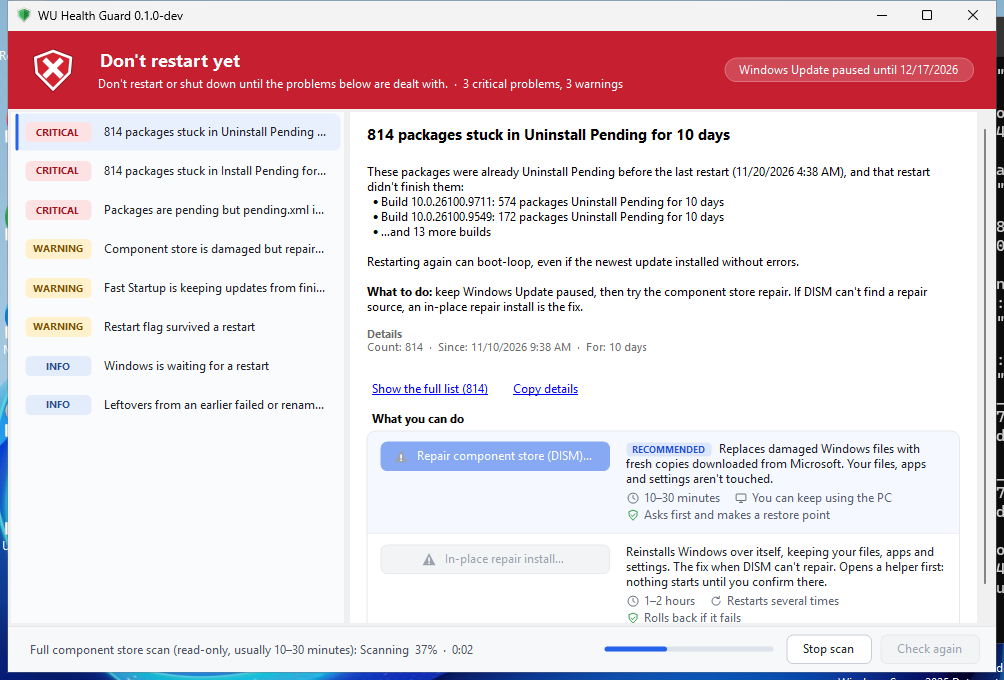 WU Health Guard 0.1.0-dev
Don't restart yet
Don't restart or shut down until the problems below are dealt with. · 3 critical problems, 3 warnings
Windows Update paused until 12/17/2026
CRITICAL 814 packages stuck in Uninstall Pending ...
CRITICAL 814 packages stuck in Install Pending for...
CRITICAL Packages are pending but pending.xml i...
WARNING Component store is damaged but repair...
WARNING Fast Startup is keeping updates from fini...
WARNING Restart flag survived a restart
INFO Windows is waiting for a restart
INFO Leftovers from an earlier failed or renam...
814 packages stuck in Uninstall Pending for 10 days
These packages were already Uninstall Pending before the last restart (11/20/2026 4:38 AM), and that restart
didn't finish them:
• Build 10.0.26100.9711: 574 packages Uninstall Pending for 10 days
• Build 10.0.26100.9549: 172 packages Uninstall Pending for 10 days
• ...and 13 more builds
Restarting again can boot-loop, even if the newest update installed without errors.
What to do: keep Windows Update paused, then try the component store repair. If DISM can't find a repair
source, an in-place repair install is the fix.
Details
Count: 814 · Since: 11/10/2026 9:38 AM · For: 10 days
Show the full list (814) Copy details
What you can do
Repair component store (DISM)...
RECOMMENDED Replaces damaged Windows files with
fresh copies downloaded from Microsoft. Your files, apps
and settings aren't touched.
10–30 minutes You can keep using the PC
Asks first and makes a restore point
In-place repair install...
Reinstalls Windows over itself, keeping your files, apps and
settings. The fix when DISM can't repair. Opens a helper first:
nothing starts until you confirm there.
1–2 hours Restarts several times
Rolls back if it fails
Full component store scan (read-only, usually 10–30 minutes): Scanning 37% · 0:02
Stop scan
Check again